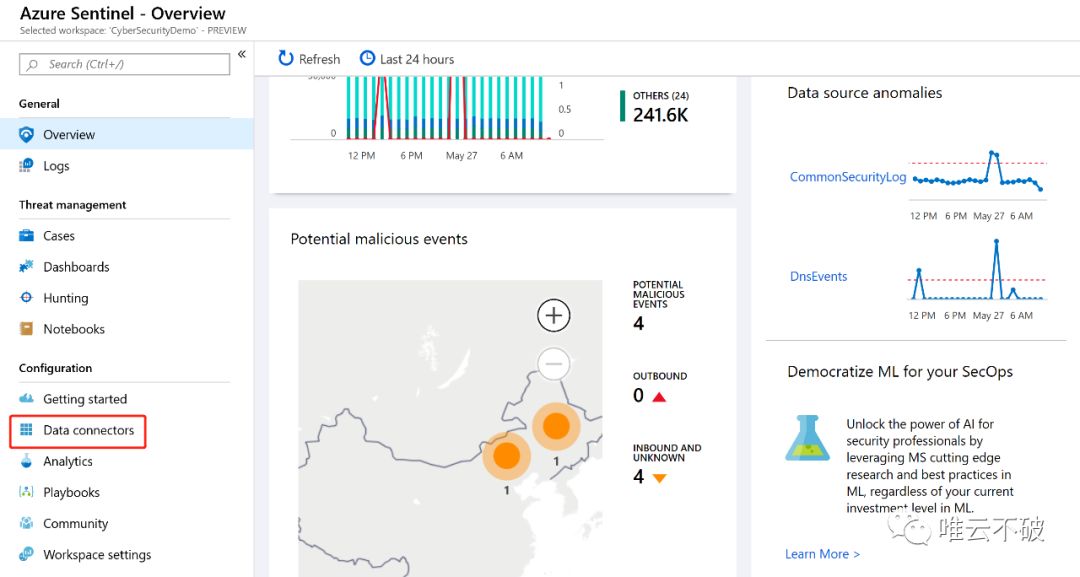 Azure Sentinel - Overview
Selected workspace: 'CyberSecurityDemo' - PREVIEW
Search (Ctrl+/)
«
General
Overview
Logs
Threat management
Cases
Dashboards
Hunting
Notebooks
Configuration
Getting started
Data connectors
Analytics
Playbooks
Community
Workspace settings
Refresh
Last 24 hours
0
1
0.5
0
12 PM 6 PM May 27 6 AM
OTHERS (24)
241.6K
Potential malicious events
1
1
POTENTIAL
MALICIOUS
EVENTS
4
OUTBOUND
0
INBOUND AND
UNKNOWN
4
Data source anomalies
CommonSecurityLog
12 PM 6 PM May 27 6 AM
DnsEvents
12 PM 6 PM May 27 6 AM
Democratize ML for your SecOps
Unlock the power of AI for
security professionals by
leveraging MS cutting edge
research and best practices in
ML, regardless of your current
investment level in ML.
Learn More >
唯云不破